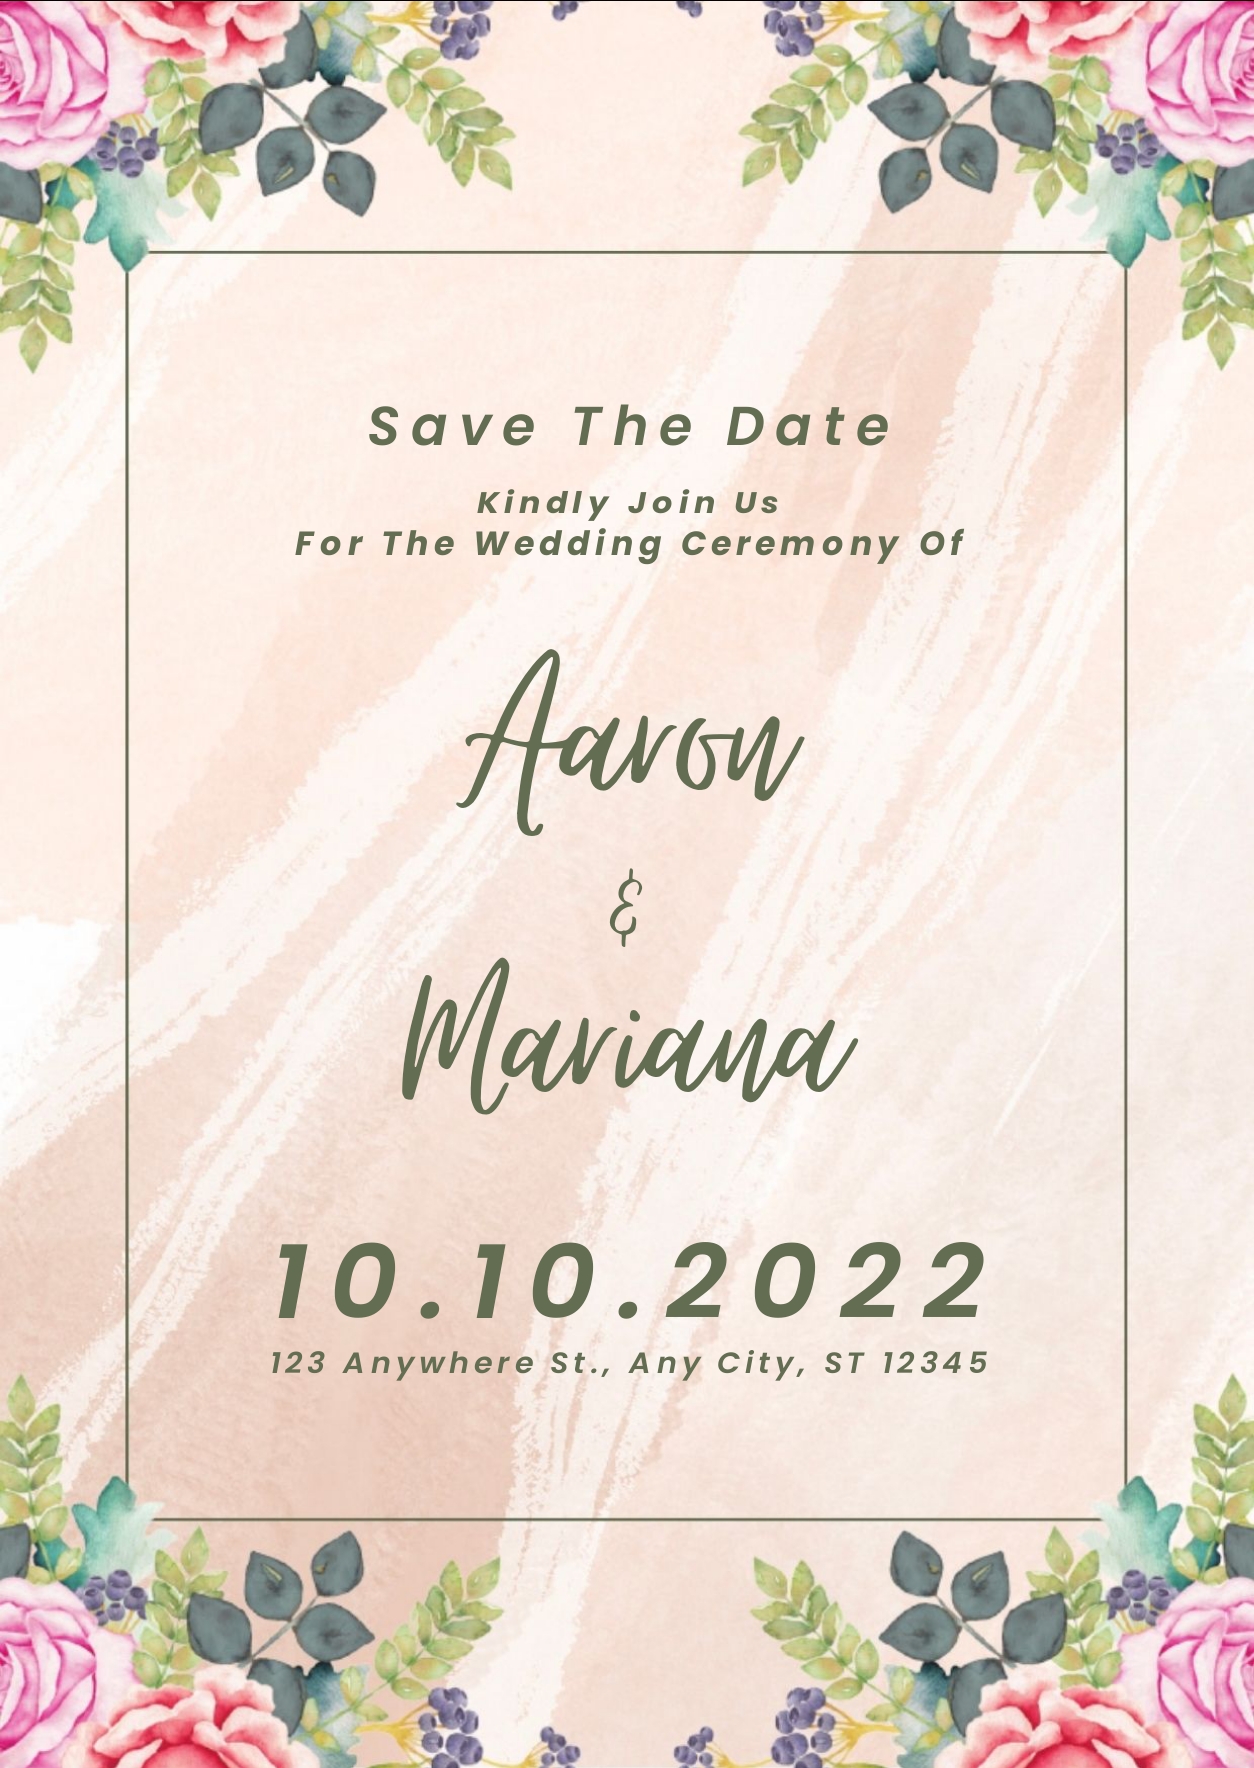 Save The Date
Kindly Join Us
For The Wedding Ceremony Of
Aaron
&
Mariana
10.10.2022
123 Anywhere St., Any City, ST 12345